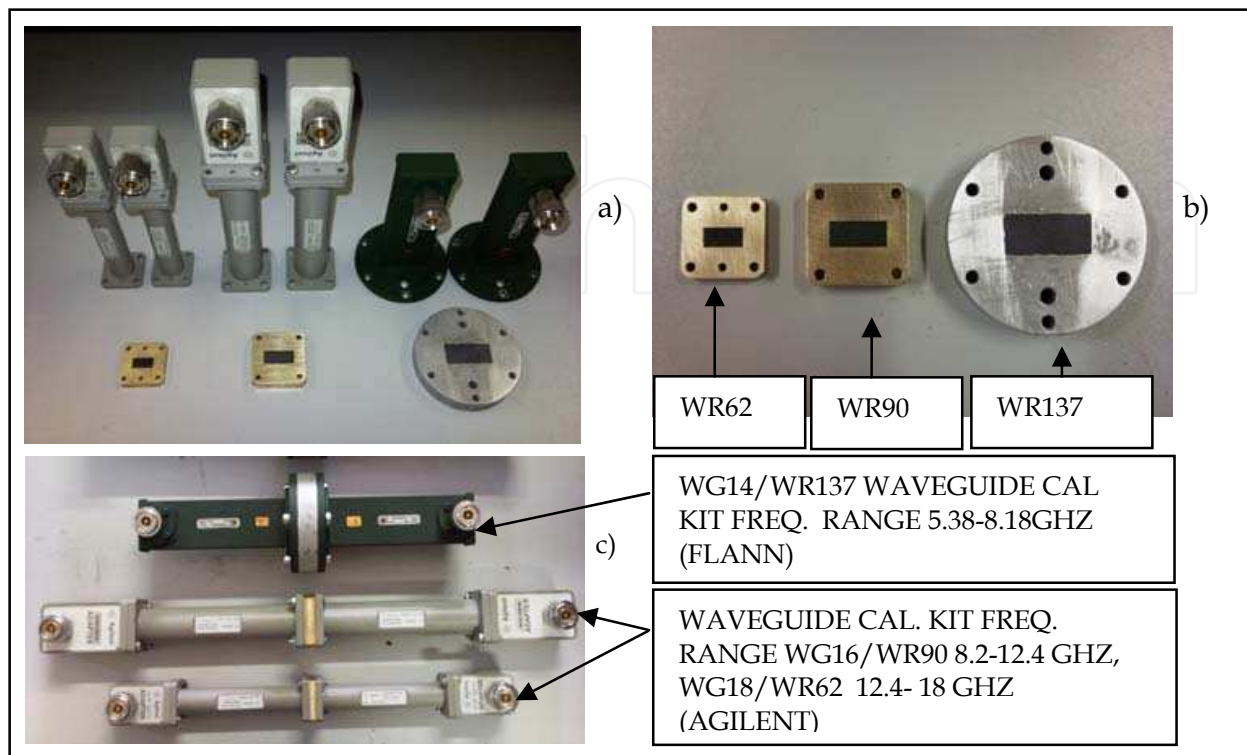 a)
b)
WR62
WR90
WR137
WG14/WR137 WAVEGUIDE CAL
KIT FREQ. RANGE 5.38-8.18GHZ
(FLANN)
c)
WAVEGUIDE CAL. KIT FREQ.
RANGE WG16/WR90 8.2-12.4 GHZ,
WG18/WR62 12.4- 18 GHZ
(AGILENT)